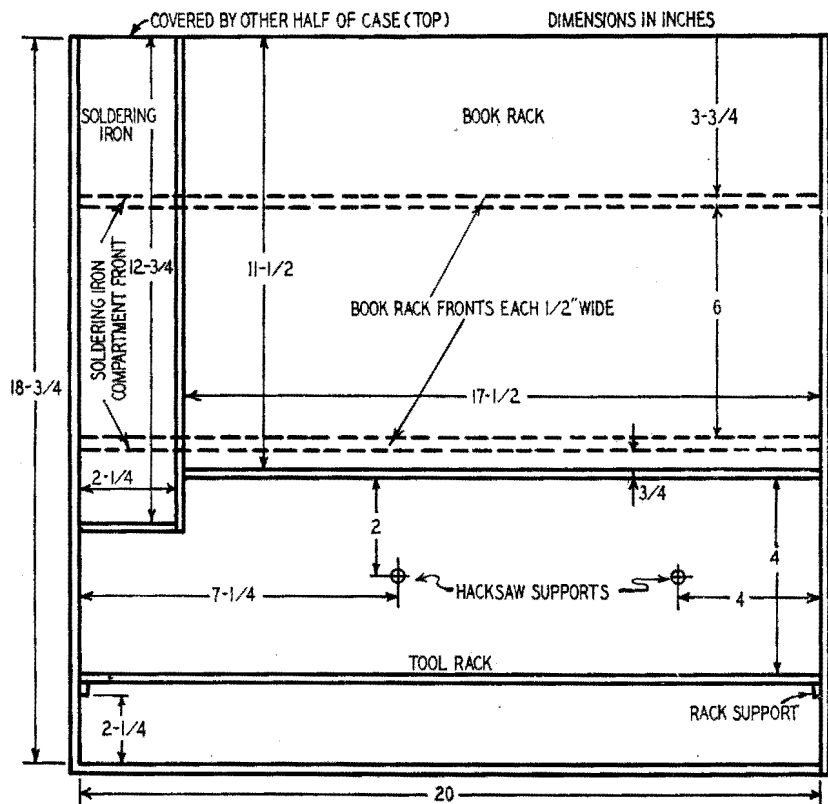 COVERED BY OTHER HALF OF CASE (TOP)
DIMENSIONS IN INCHES
SOLDERING
IRON
BOOK RACK
3-3/4
12-3/4
11-1/2
SOLDERING IRON
COMPARTMENT FRONT
BOOK RACK FRONTS EACH 1/2" WIDE
6
18-3/4
17-1/2
2-1/4
3/4
2
4
7-1/4
HACKSAW SUPPORTS
4
TOOL RACK
2-1/4
RACK SUPPORT
20